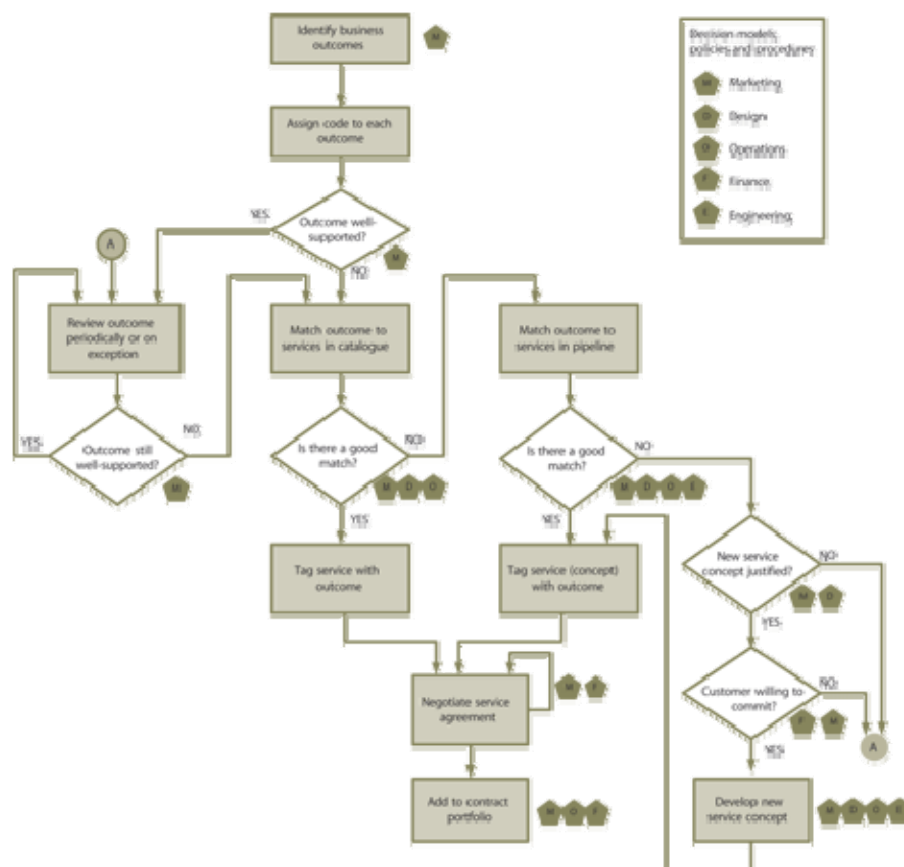 Identify business
outcomes
M
Decision models,
policies and procedures
M Marketing
D Design
O Operations
F Finance
E Engineering
Assign code to each
outcome
YES
Outcome well-
supported?
M
NO
A
Review outcome
periodically or on
exception
Match outcome to
services in catalogue
Match outcome to
services in pipeline
YES
Outcome still
well-supported?
NO
M
Is there a good
match?
NO
M D O
YES
Is there a good
match?
NO
M D O E
YES
Tag service with
outcome
Tag service (concept)
with outcome
New service
concept justified?
NO
M D
YES
Negotiate service
agreement
M F
Customer willing to
commit?
NO
F M
YES
A
Add to contract
portfolio
M O F
Develop new
service concept
M D O E